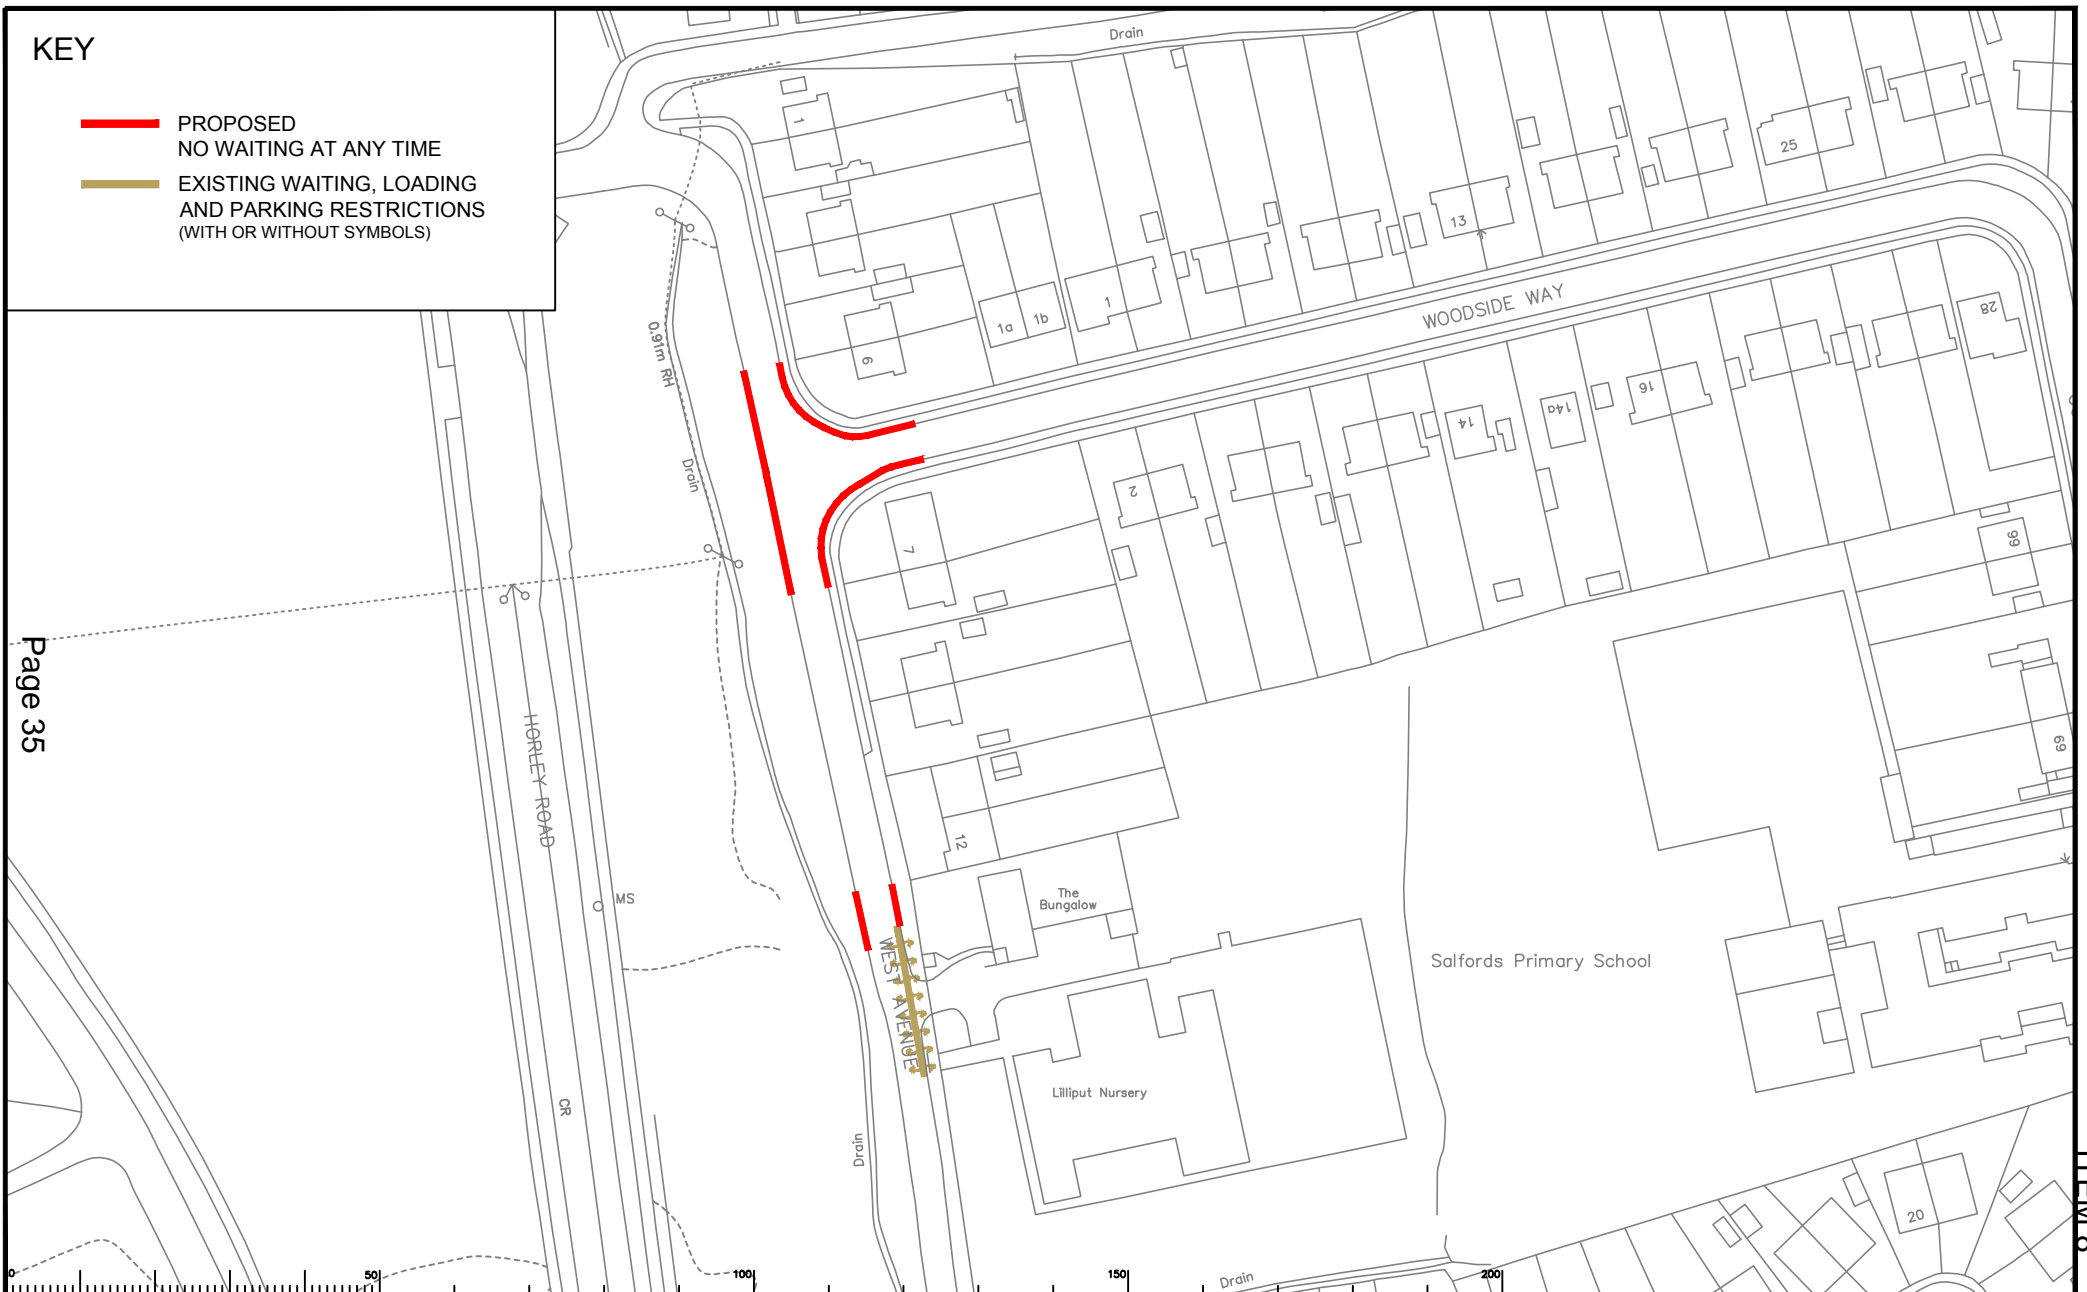 KEY
PROPOSED
NO WAITING AT ANY TIME
EXISTING WAITING, LOADING
AND PARKING RESTRICTIONS
(WITH OR WITHOUT SYMBOLS)
Drain
1
25
13
1
1a
1b
6
WOODSIDE WAY
28
0.91m RH
16
14a
14
2
Drain
7
66
Page 35
HORLEY ROAD
69
12
MS
The
Bungalow
WEST AVENUE
Salfords Primary School
Lilliput Nursery
CR
Drain
20
Drain
0
50
100
150
200